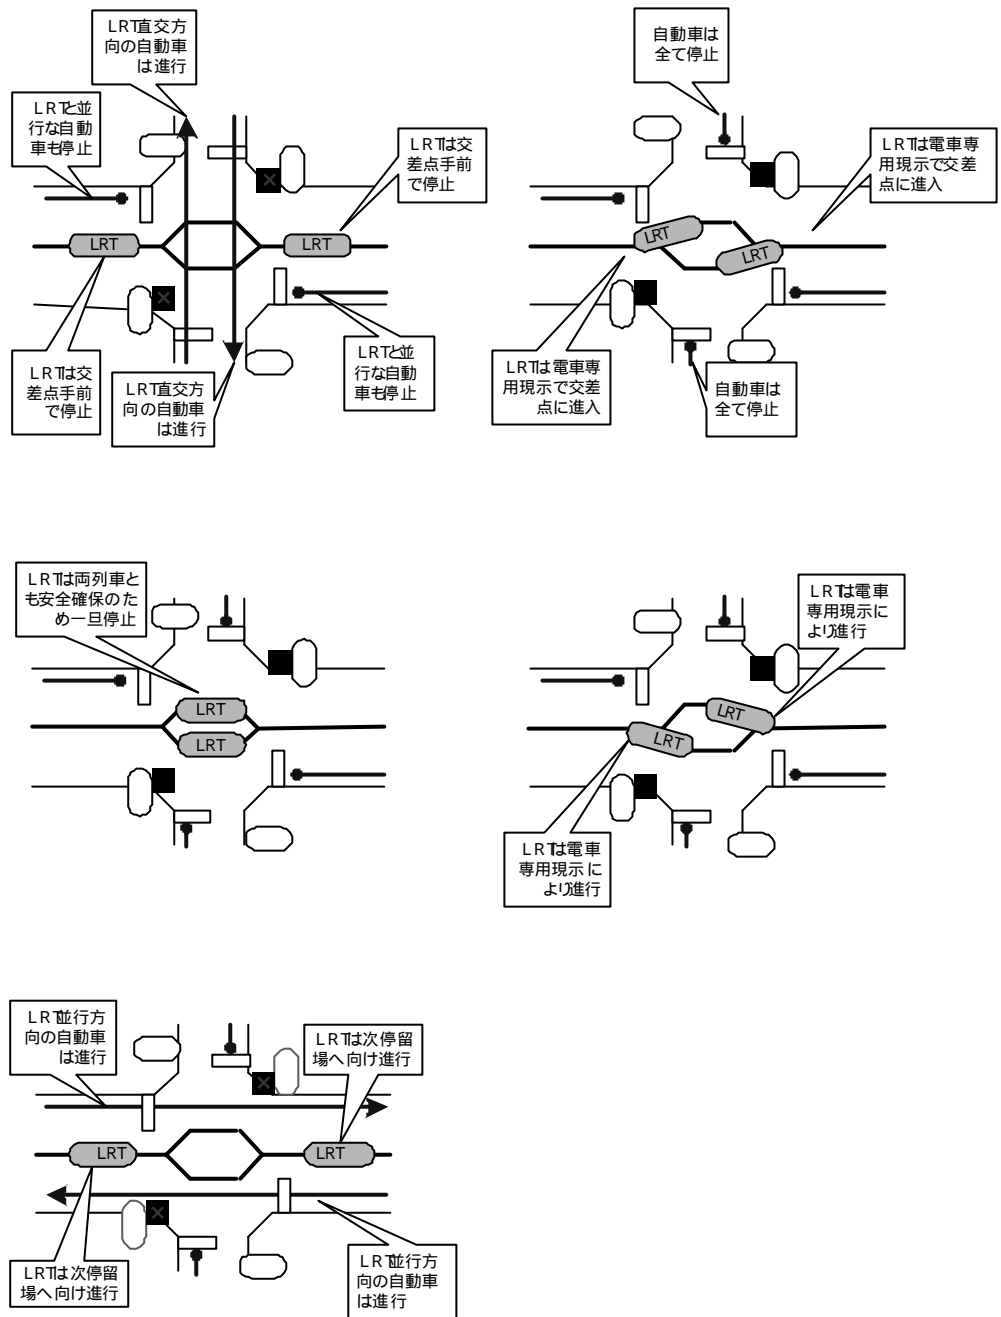 LRT直交方
向の自動車
は進行
LRTと並
行な自動
車も停止
LRTは交
差点手前
で停止
LRT
LRT
LRTは交
差点手前
で停止
LRT直交方
向の自動車
は進行
LRTと並
行な自動
車も停止
自動車は
全て停止
LRTは電車専
用現示で交差
点に進入
LRT
LRT
LRTは電車専
用現示で交差
点に進入
自動車は
全て停止
LRTは両列車と
も安全確保のた
め一旦停止
LRT
LRT
LRTは電車
専用現示に
より進行
LRT
LRT
LRTは電車
専用現示に
より進行
LRT並行方
向の自動車
は進行
LRTは次停留
場へ向け進行
LRT
LRT
LRTは次停留
場へ向け進行
LRT並行方
向の自動車
は進行